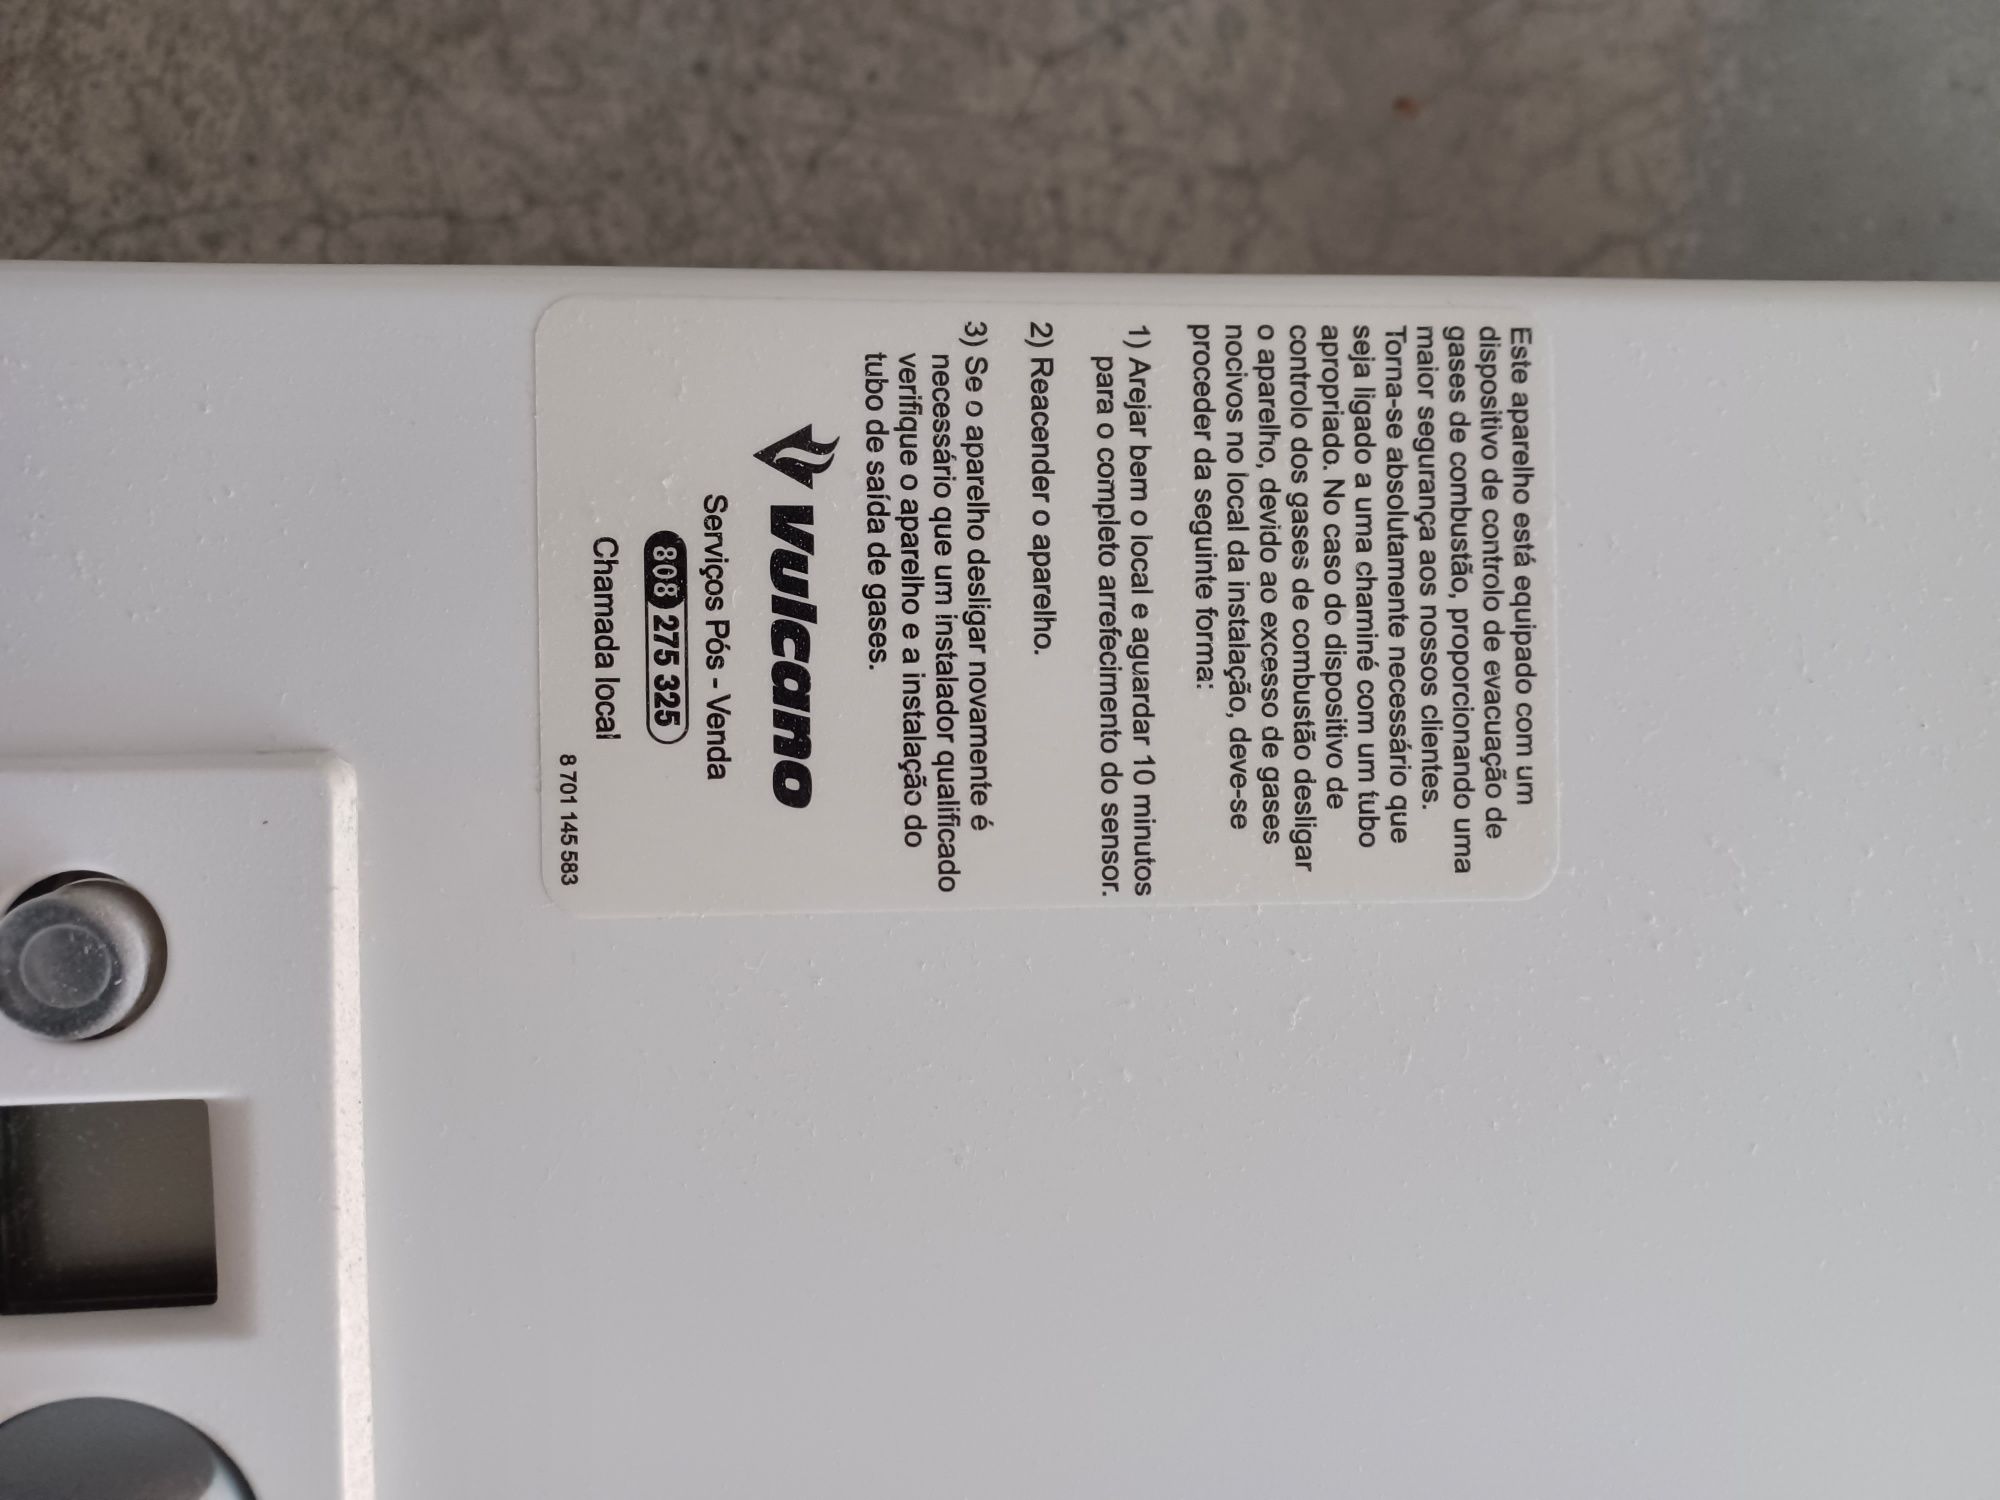 Este aparelho está equipado com um
dispositivo de controlo de evacuação de
gases de combustão, proporcionando uma
maior segurança aos nossos clientes.
Torna-se absolutamente necessário que
seja ligado a uma chaminé com um tubo
apropriado. No caso do dispositivo de
controlo dos gases de combustão desligar
o aparelho, devido ao excesso de gases
nocivos no local da instalação, deve-se
proceder da seguinte forma:
1) Arejar bem o local e aguardar 10 minutos
para o completo arrefecimento do sensor.
2) Reacender o aparelho.
3) Se o aparelho desligar novamente é
necessário que um instalador qualificado
verifique o aparelho e a instalação do
tubo de saída de gases.
vulcano
Serviços Pós - Venda
808 275 325
Chamada local
8 701 145 583